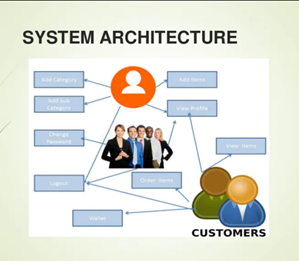 SYSTEM ARCHITECTURE
Add Category
Add Items
Add Sub
Category
View Profile
Change
Password
View Items
Logout
Order Items
Wallet
CUSTOMERS